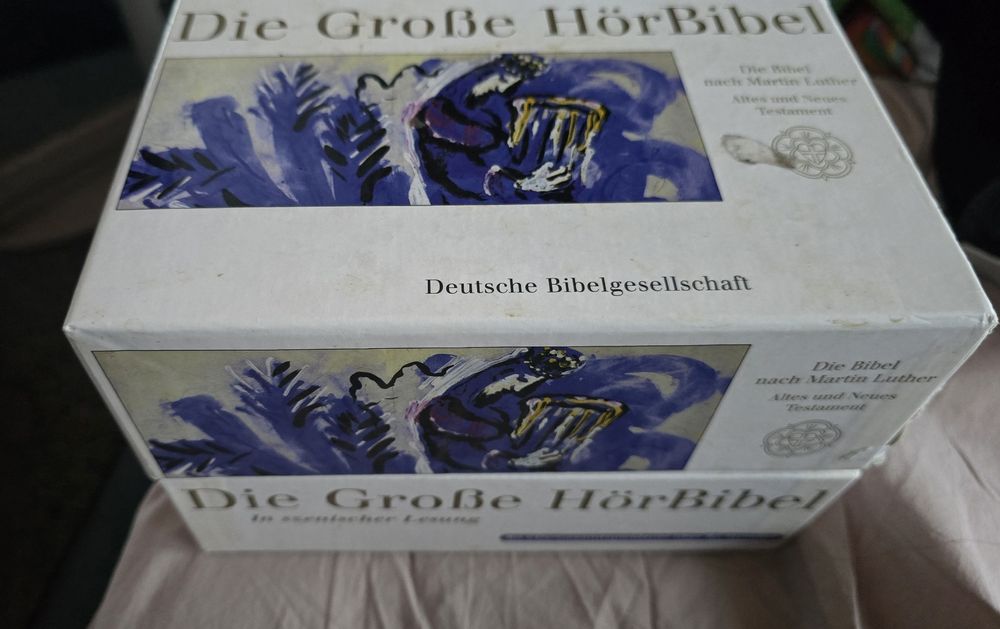 Die Große HörBibel
Die Bibel
nach Martin Luther
Altes und Neues
Testament
Deutsche Bibelgesellschaft
Die Bibel
nach Martin Luther
Altes und Neues
Testament
Die Große HörBibel
in szenischer Lesung